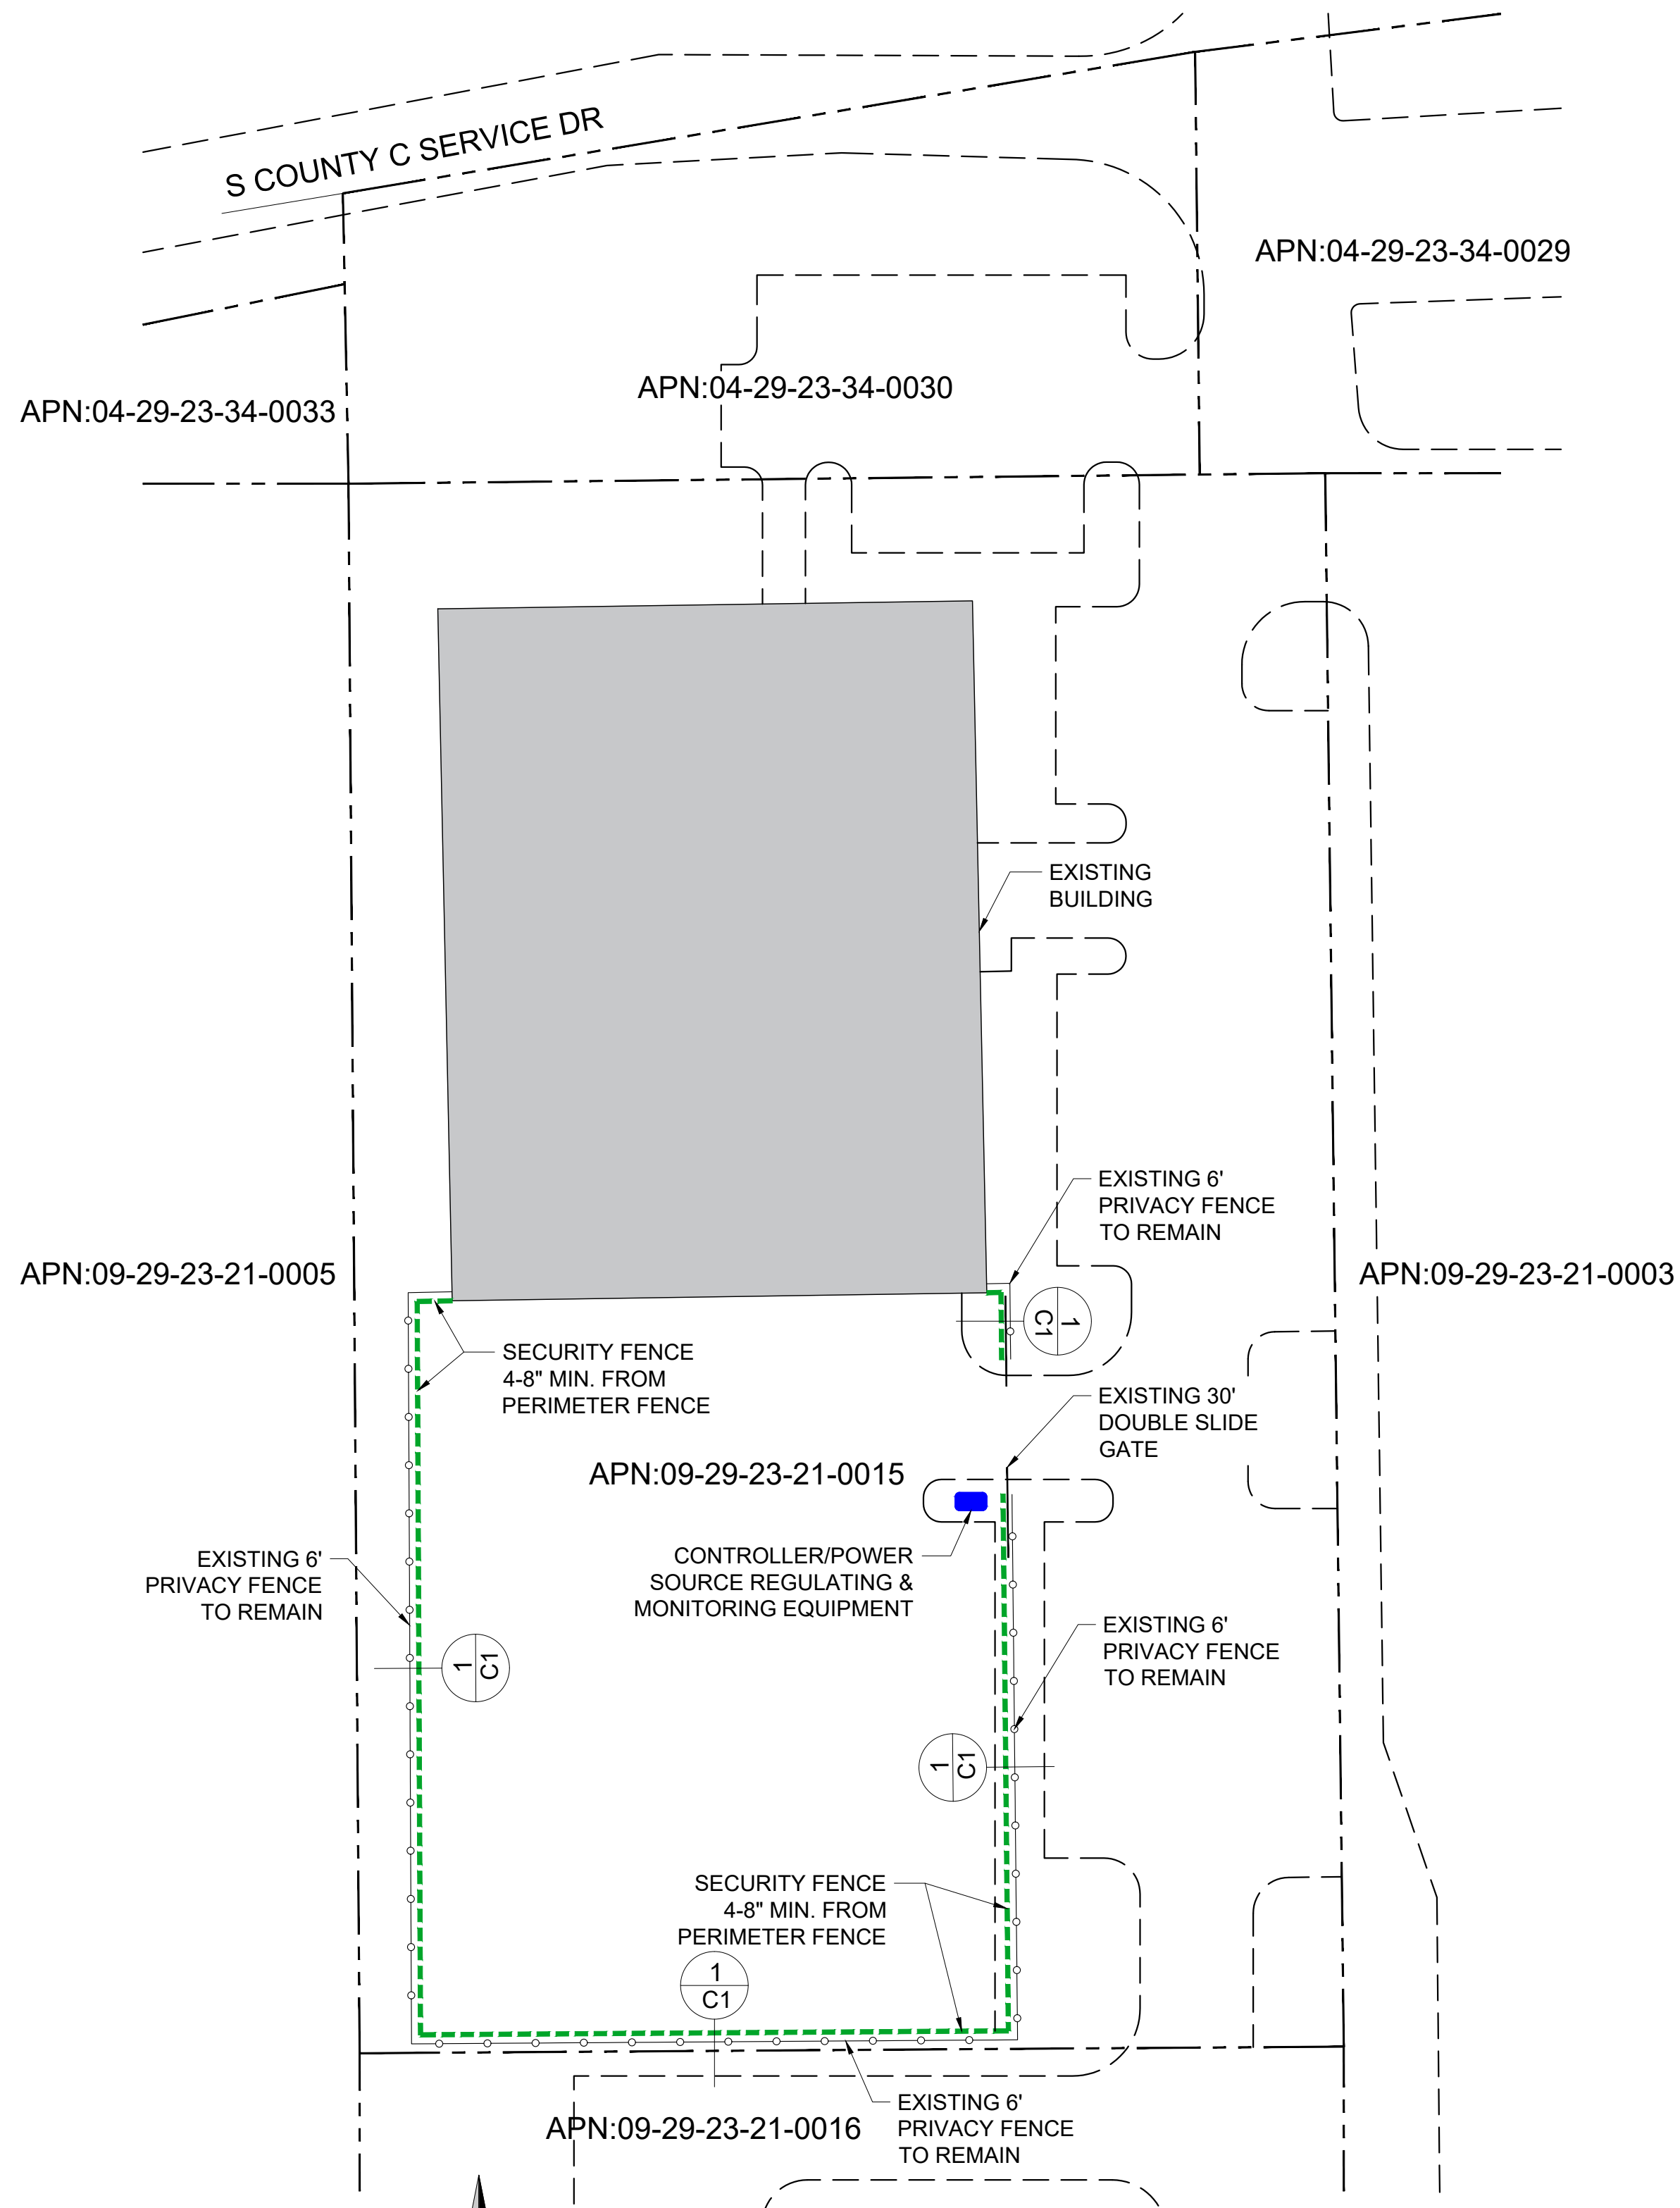 S COUNTY C SERVICE DR
APN:04-29-23-34-0029
APN:04-29-23-34-0030
APN:04-29-23-34-0033
EXISTING
BUILDING
EXISTING 6'
PRIVACY FENCE
TO REMAIN
APN:09-29-23-21-0005
APN:09-29-23-21-0003
1
C1
SECURITY FENCE
4-8" MIN. FROM
PERIMETER FENCE
EXISTING 30'
DOUBLE SLIDE
GATE
APN:09-29-23-21-0015
EXISTING 6'
PRIVACY FENCE
TO REMAIN
CONTROLLER/POWER
SOURCE REGULATING &
MONITORING EQUIPMENT
EXISTING 6'
PRIVACY FENCE
TO REMAIN
1
C1
1
C1
SECURITY FENCE
4-8" MIN. FROM
PERIMETER FENCE
1
C1
EXISTING 6'
PRIVACY FENCE
TO REMAIN
APN:09-29-23-21-0016